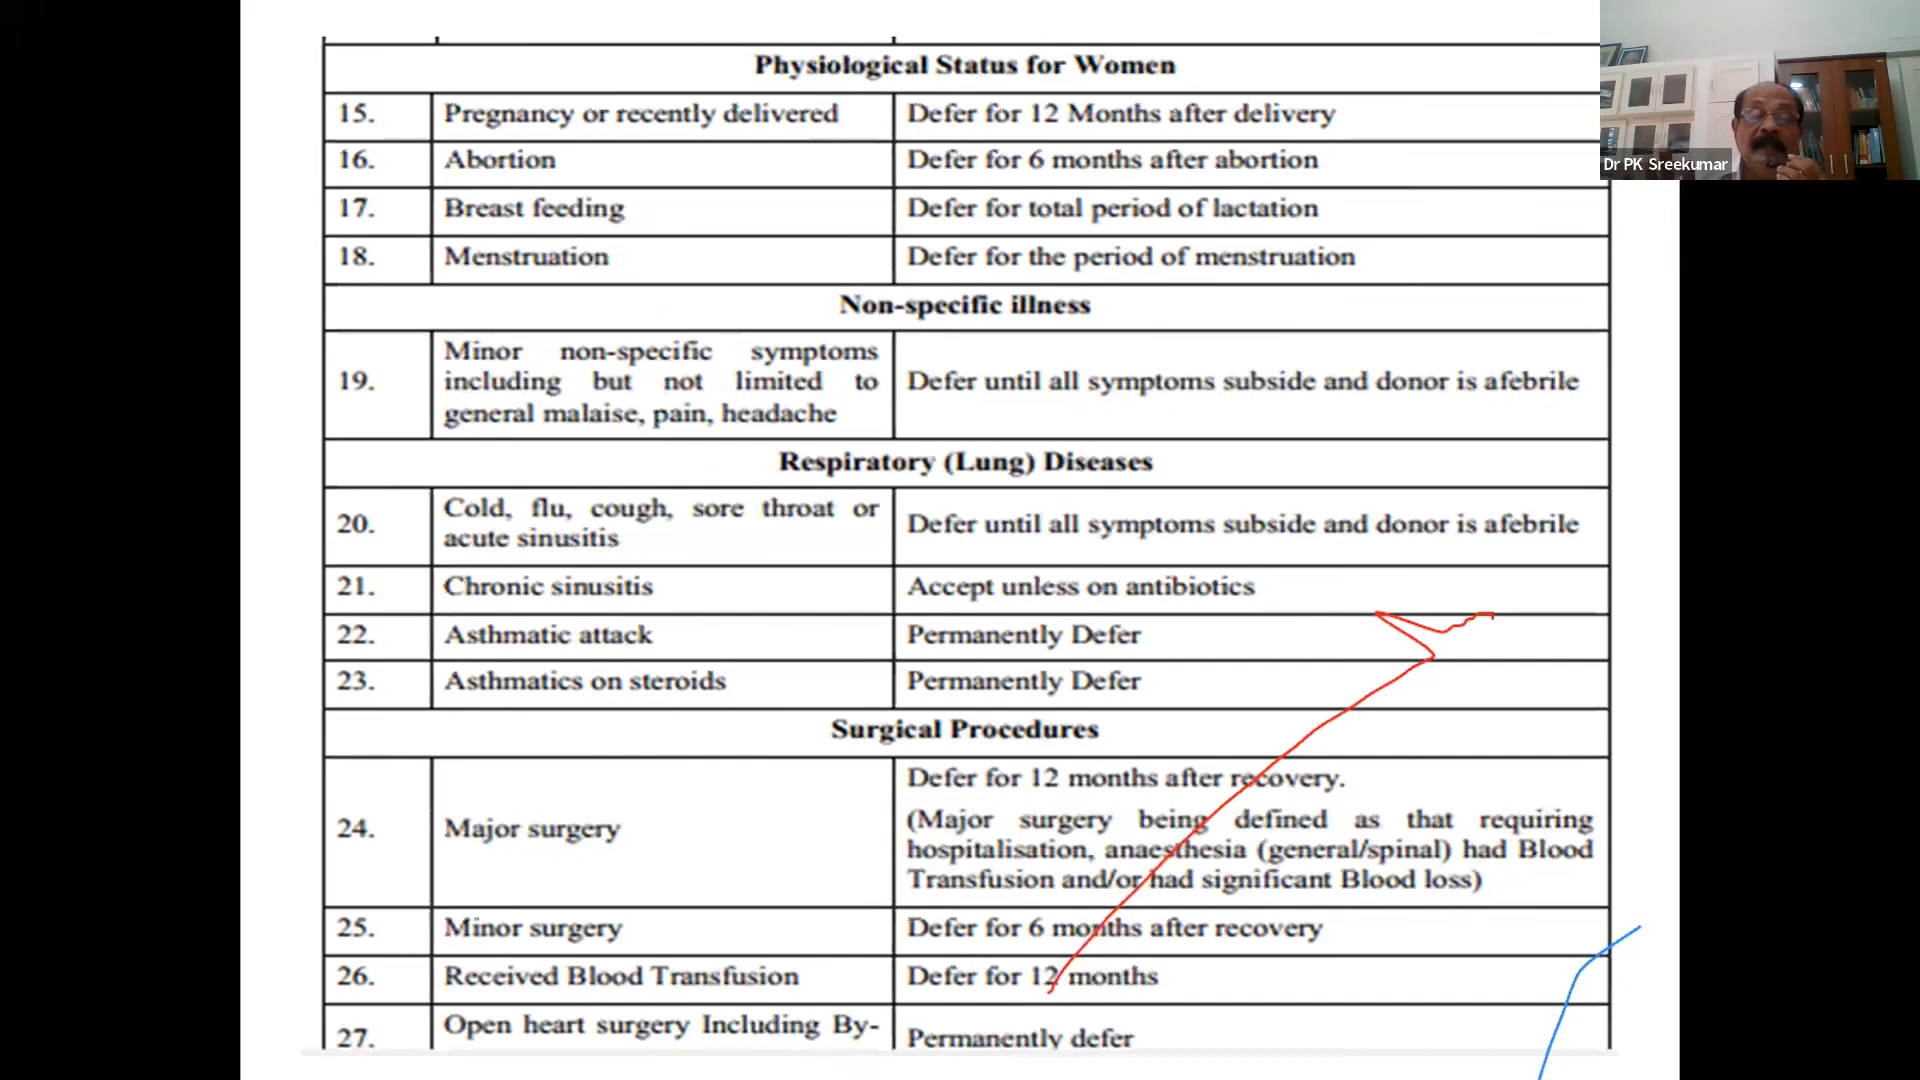 Physiological Status for Women
15. Pregnancy or recently delivered Defer for 12 Months after delivery
16. Abortion Defer for 6 months after abortion
17. Breast feeding Defer for total period of lactation
18. Menstruation Defer for the period of menstruation
Non-specific illness
19. Minor non-specific symptoms
including but not limited to
general malaise, pain, headache
Defer until all symptoms subside and donor is afebrile
Respiratory (Lung) Diseases
20. Cold, flu, cough, sore throat or
acute sinusitis
Defer until all symptoms subside and donor is afebrile
21. Chronic sinusitis Accept unless on antibiotics
22. Asthmatic attack Permanently Defer
23. Asthmatics on steroids Permanently Defer
Surgical Procedures
24. Major surgery
Defer for 12 months after recovery.
(Major surgery being defined as that requiring
hospitalisation, anaesthesia (general/spinal) had Blood
Transfusion and/or had significant Blood loss)
25. Minor surgery Defer for 6 months after recovery
26. Received Blood Transfusion Defer for 12 months
27. Open heart surgery Including By-
Permanently defer
Dr PK Sreekumar